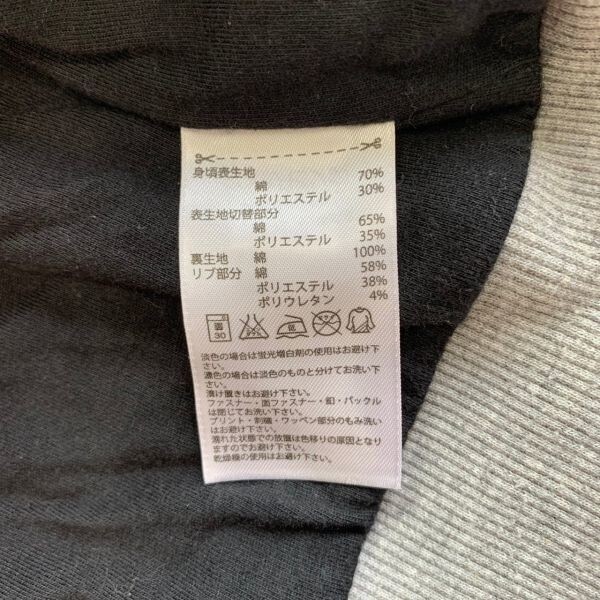 身頃表生地
綿 70%
ポリエステル 30%
表生地切替部分
綿 65%
ポリエステル 35%
裏生地 綿 100%
リブ部分 綿 58%
ポリエステル 38%
ポリウレタン 4%
弱 30 エンソサラシ 低
淡色の場合は蛍光増白剤の使用はお避け下
さい。
濃色の場合は淡色のものと分けてお洗い下
さい。
漬け置きはお避け下さい。
ファスナー・面ファスナー・釦・バックル
は閉じてお洗い下さい。
プリント・刺繍・ワッペン部分のもみ洗い
はお避け下さい。
濡れた状態での放置は色移りの原因となり
ますのでお避け下さい。
乾燥機の使用はお避け下さい。